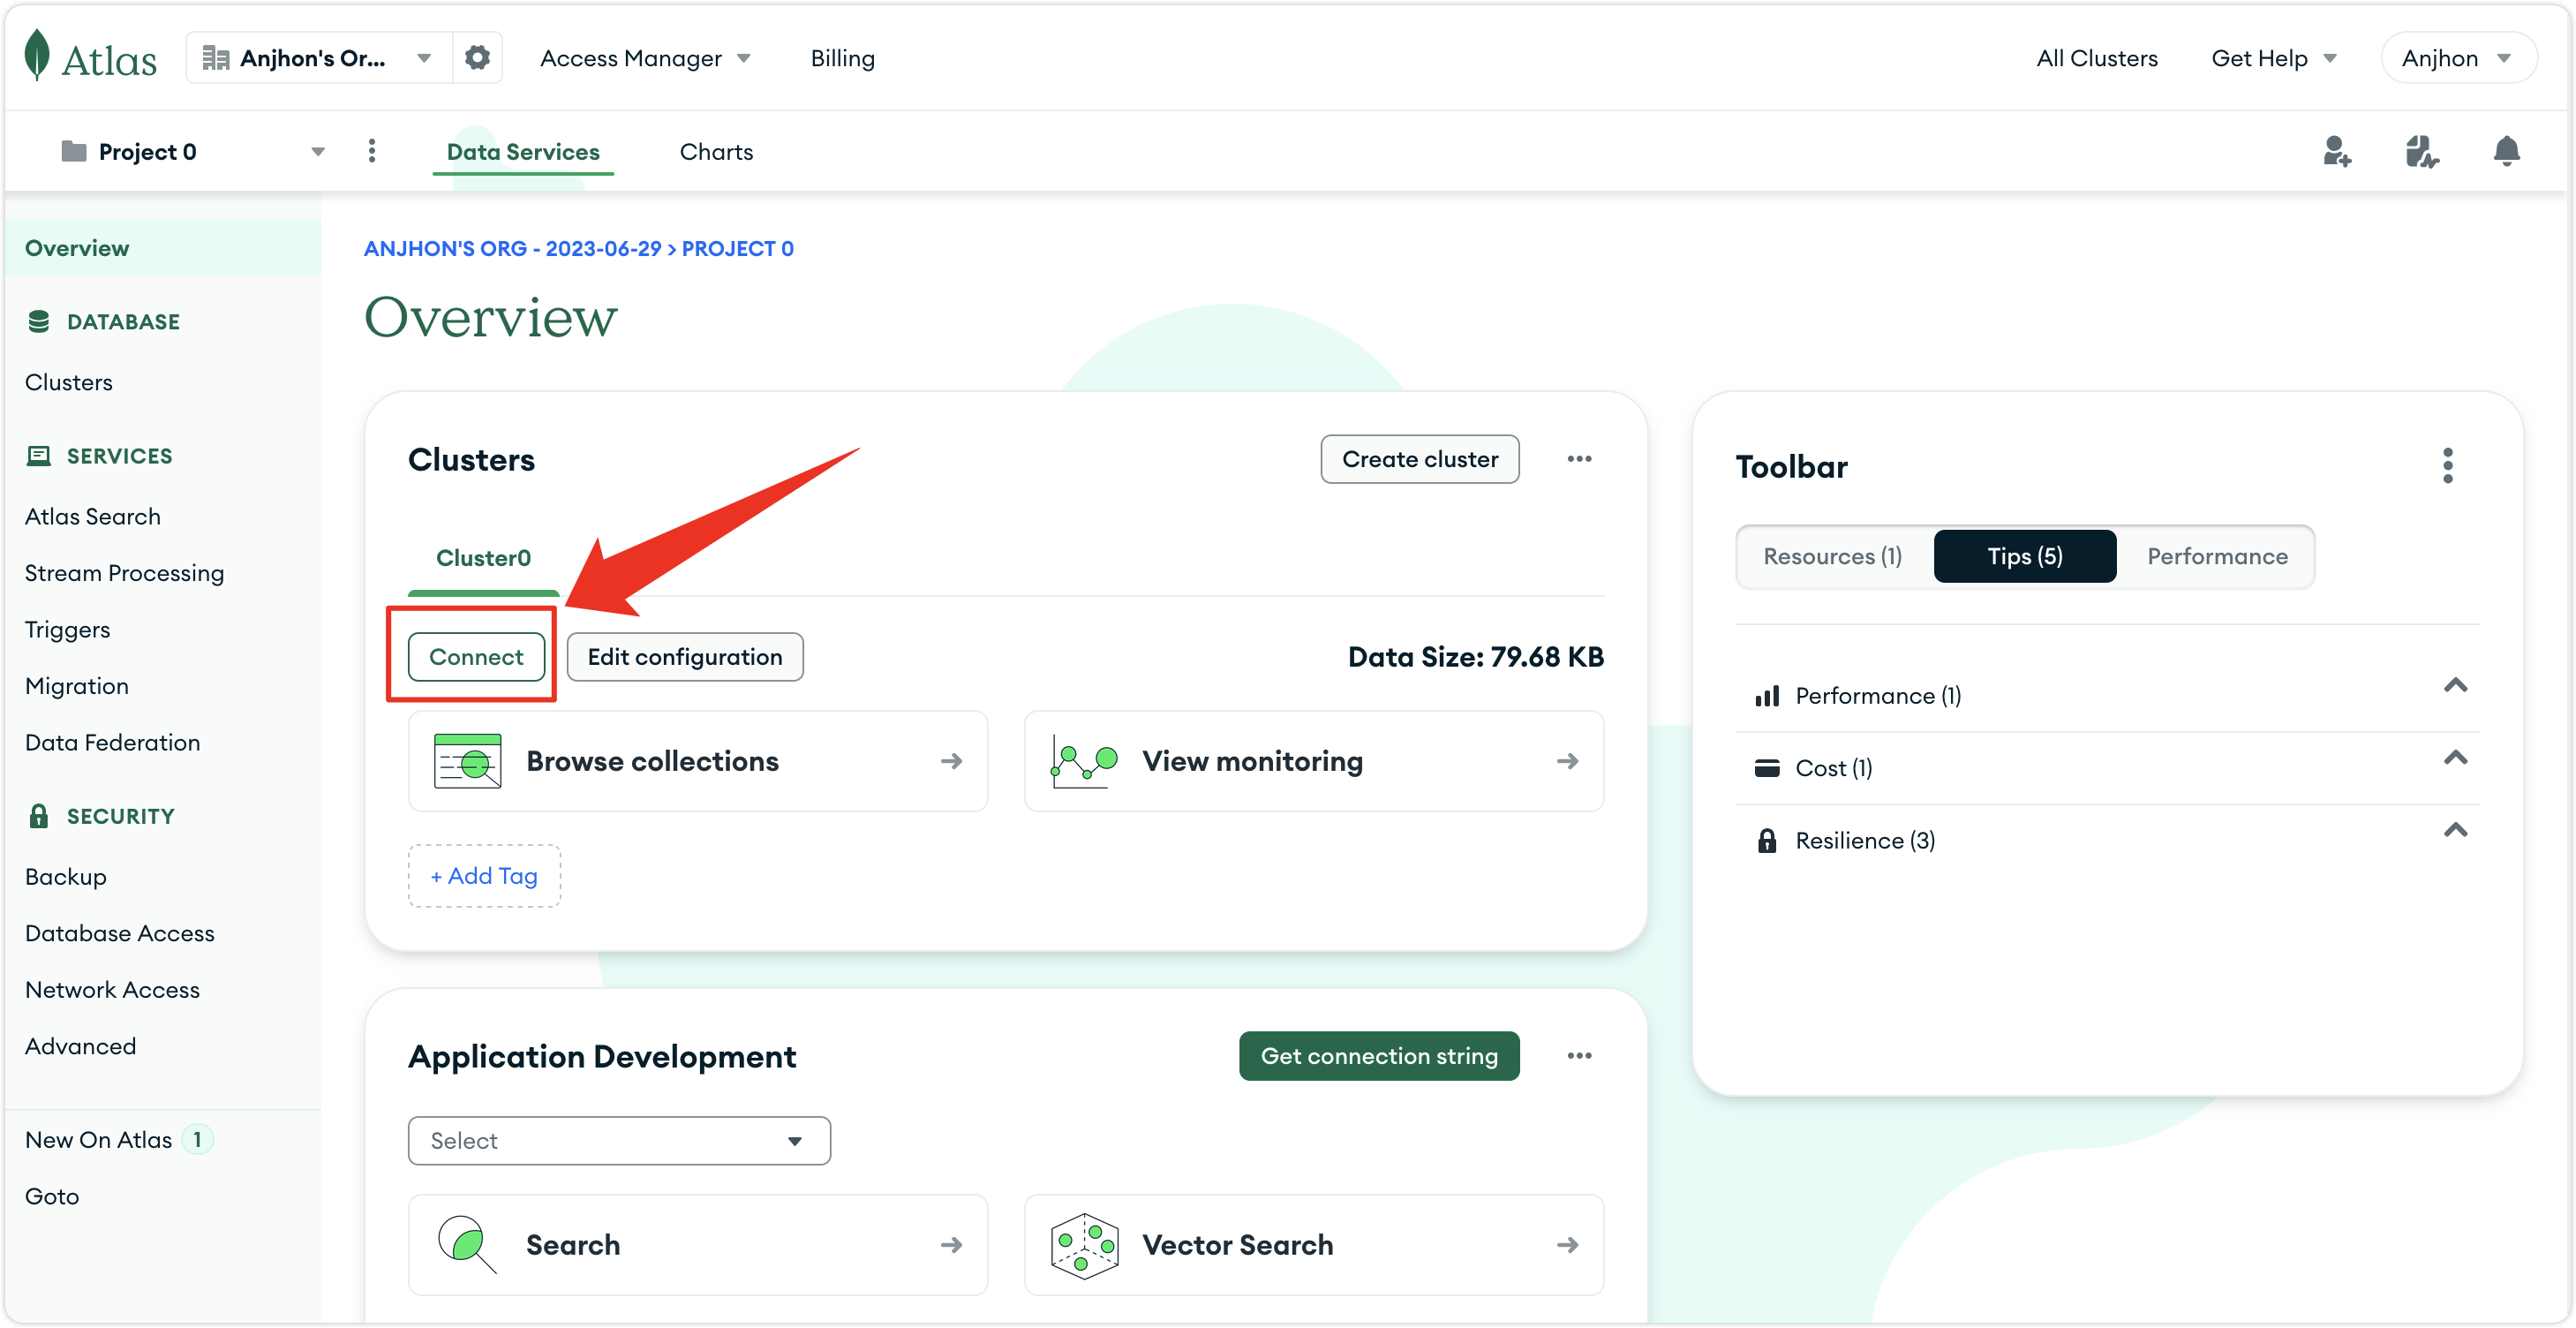 Atlas
Anjhon's Or...
Access Manager
Billing
All Clusters
Get Help
Anjhon
Project 0
Data Services
Charts
Overview
DATABASE
Clusters
SERVICES
Atlas Search
Stream Processing
Triggers
Migration
Data Federation
SECURITY
Backup
Database Access
Network Access
Advanced
New On Atlas 1
Goto
ANJHON'S ORG - 2023-06-29 > PROJECT 0
Overview
Clusters
Create cluster
Cluster0
Connect
Edit configuration
Data Size: 79.68 KB
Browse collections
View monitoring
+ Add Tag
Application Development
Get connection string
Select
Search
Vector Search
Toolbar
Resources (1)
Tips (5)
Performance
Performance (1)
Cost (1)
Resilience (3)